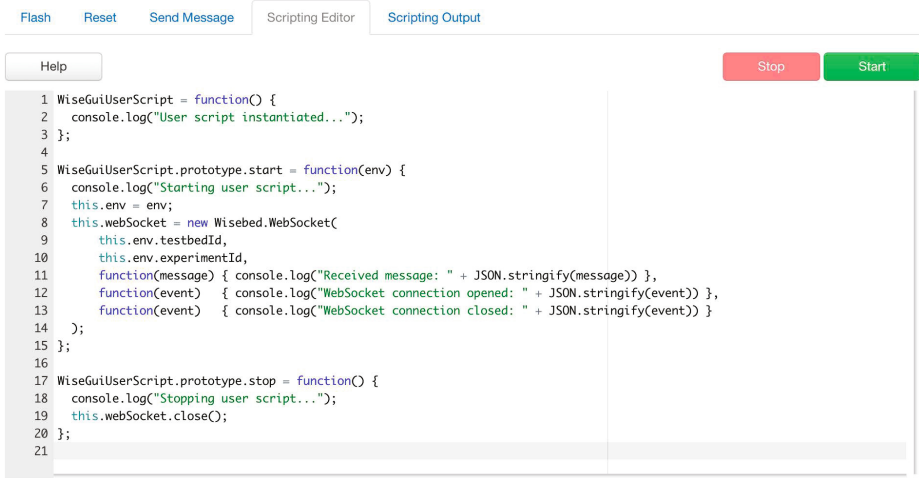 Flash Reset Send Message Scripting Editor Scripting Output
Help Stop Start
1 WiseGuiUserScript = function() {
2   console.log("User script instantiated...");
3 };
4
5 WiseGuiUserScript.prototype.start = function(env) {
6   console.log("Starting user script...");
7   this.env = env;
8   this.webSocket = new Wisebed.WebSocket(
9       this.env.testbedId,
10       this.env.experimentId,
11       function(message) { console.log("Received message: " + JSON.stringify(message)) },
12       function(event)   { console.log("WebSocket connection opened: " + JSON.stringify(event)) },
13       function(event)   { console.log("WebSocket connection closed: " + JSON.stringify(event)) }
14   );
15 };
16
17 WiseGuiUserScript.prototype.stop = function() {
18   console.log("Stopping user script...");
19   this.webSocket.close();
20 };
21